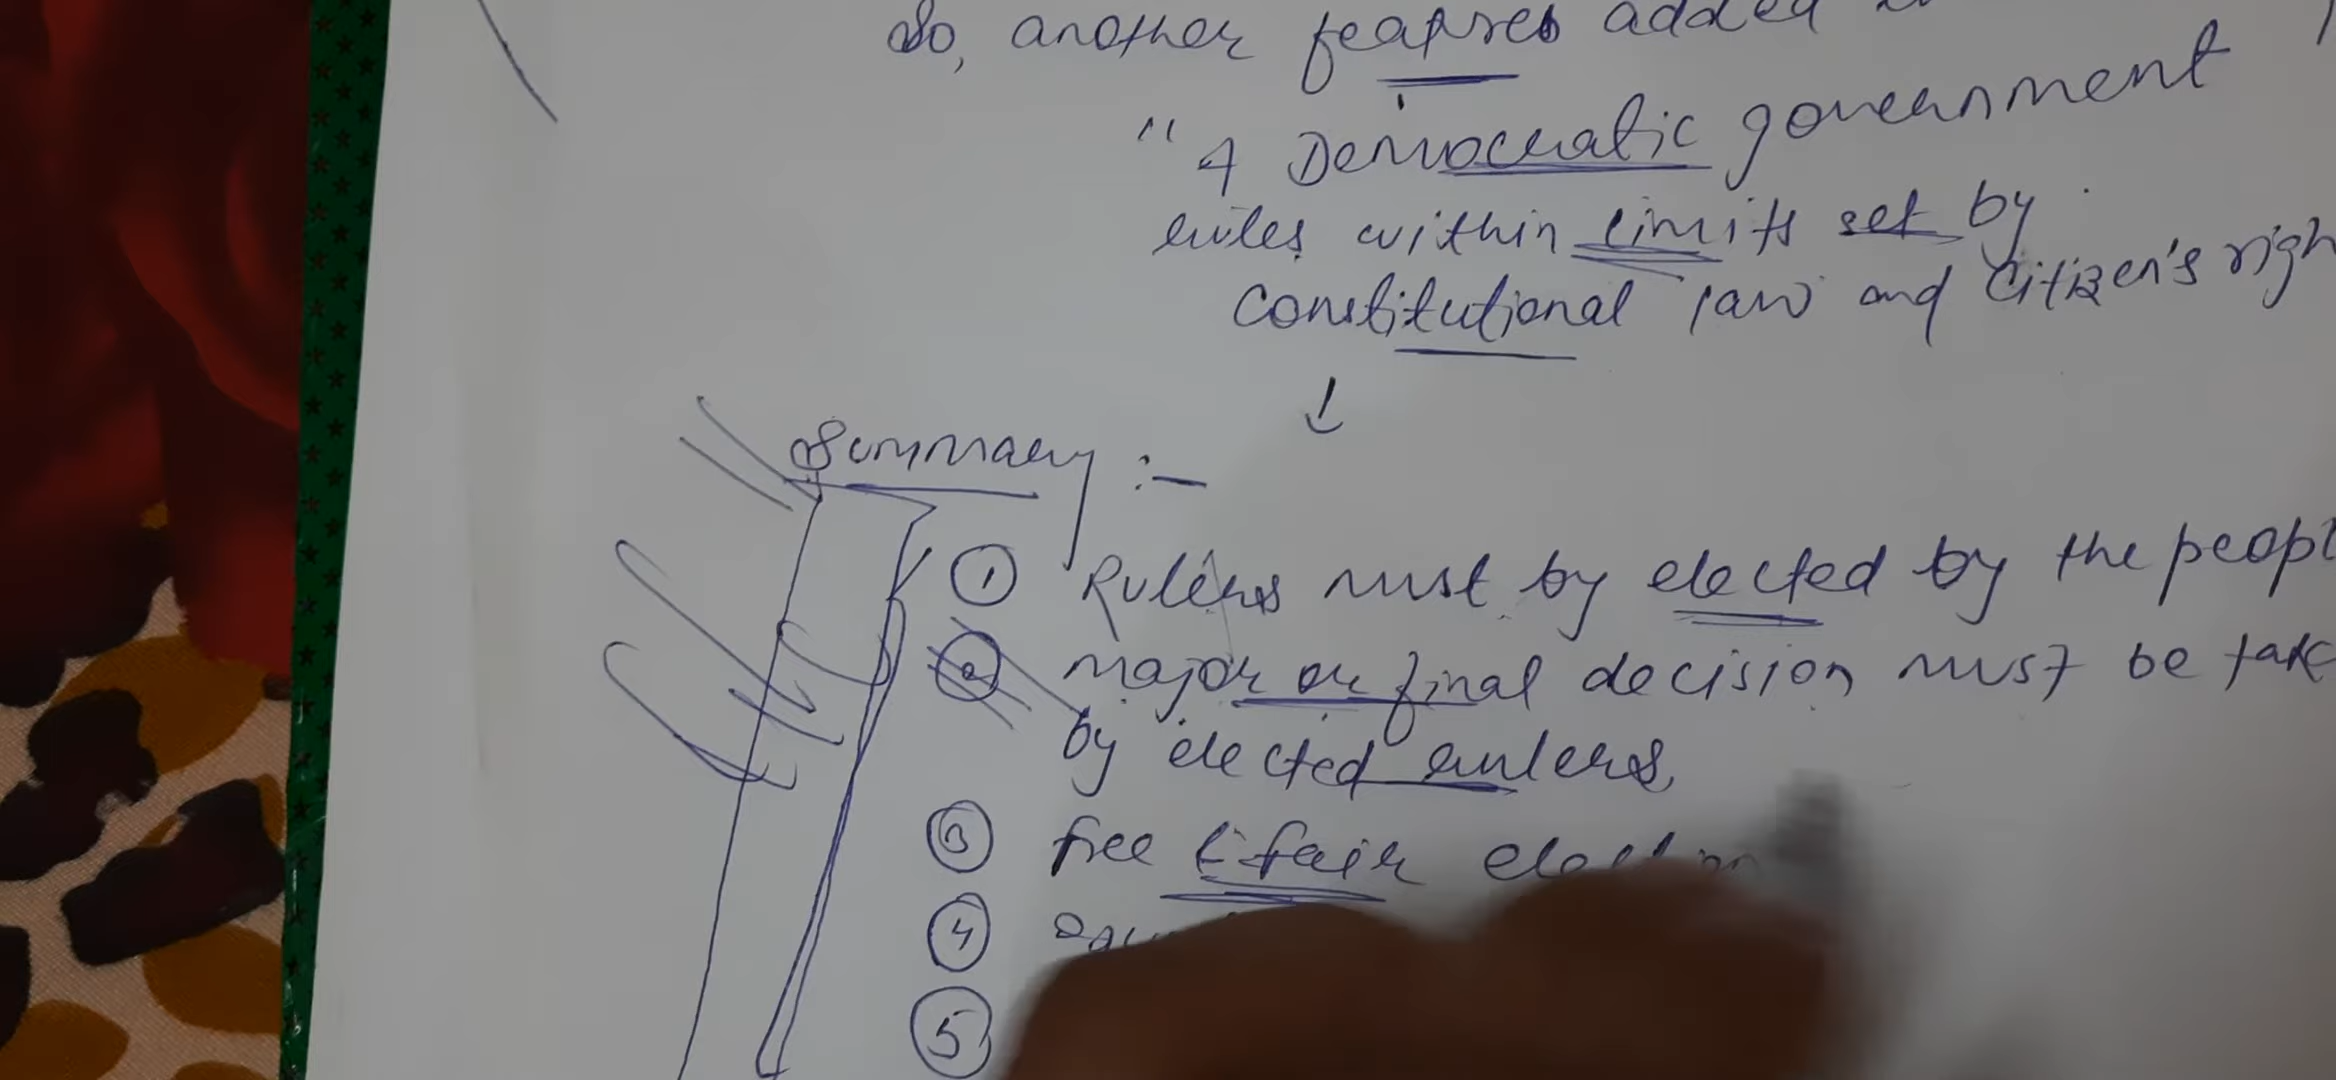 So, another features added
"A Democratic government
rules within limits set by
constitutional law and Citizen's righ
Summary :-
① Rulers must by elected by the peopl
② major or final decision must be take
by elected rulers.
③ free & fair
④
⑤